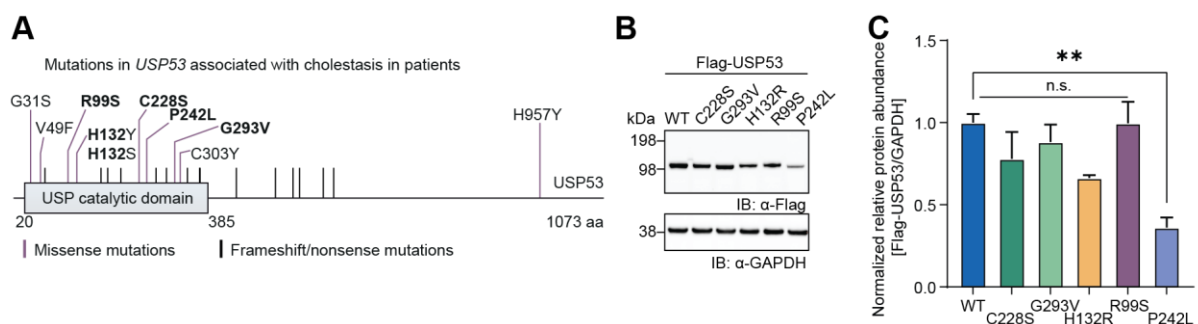 A
Mutations in USP53 associated with cholestasis in patients
G31S
V49F
R99S
H132Y
H132S
C228S
P242L
G293V
C303Y
H957Y
USP53
USP catalytic domain
20
385
1073 aa
Missense mutations
Frameshift/nonsense mutations
B
Flag-USP53
kDa
WT
C228S
G293V
H132R
R99S
P242L
198
98
IB: α-Flag
38
IB: α-GAPDH
C
Normalized relative protein abundance
[Flag-USP53/GAPDH]
1.5
1.0
0.5
0.0
**
n.s.
WT
C228S
G293V
H132R
R99S
P242L